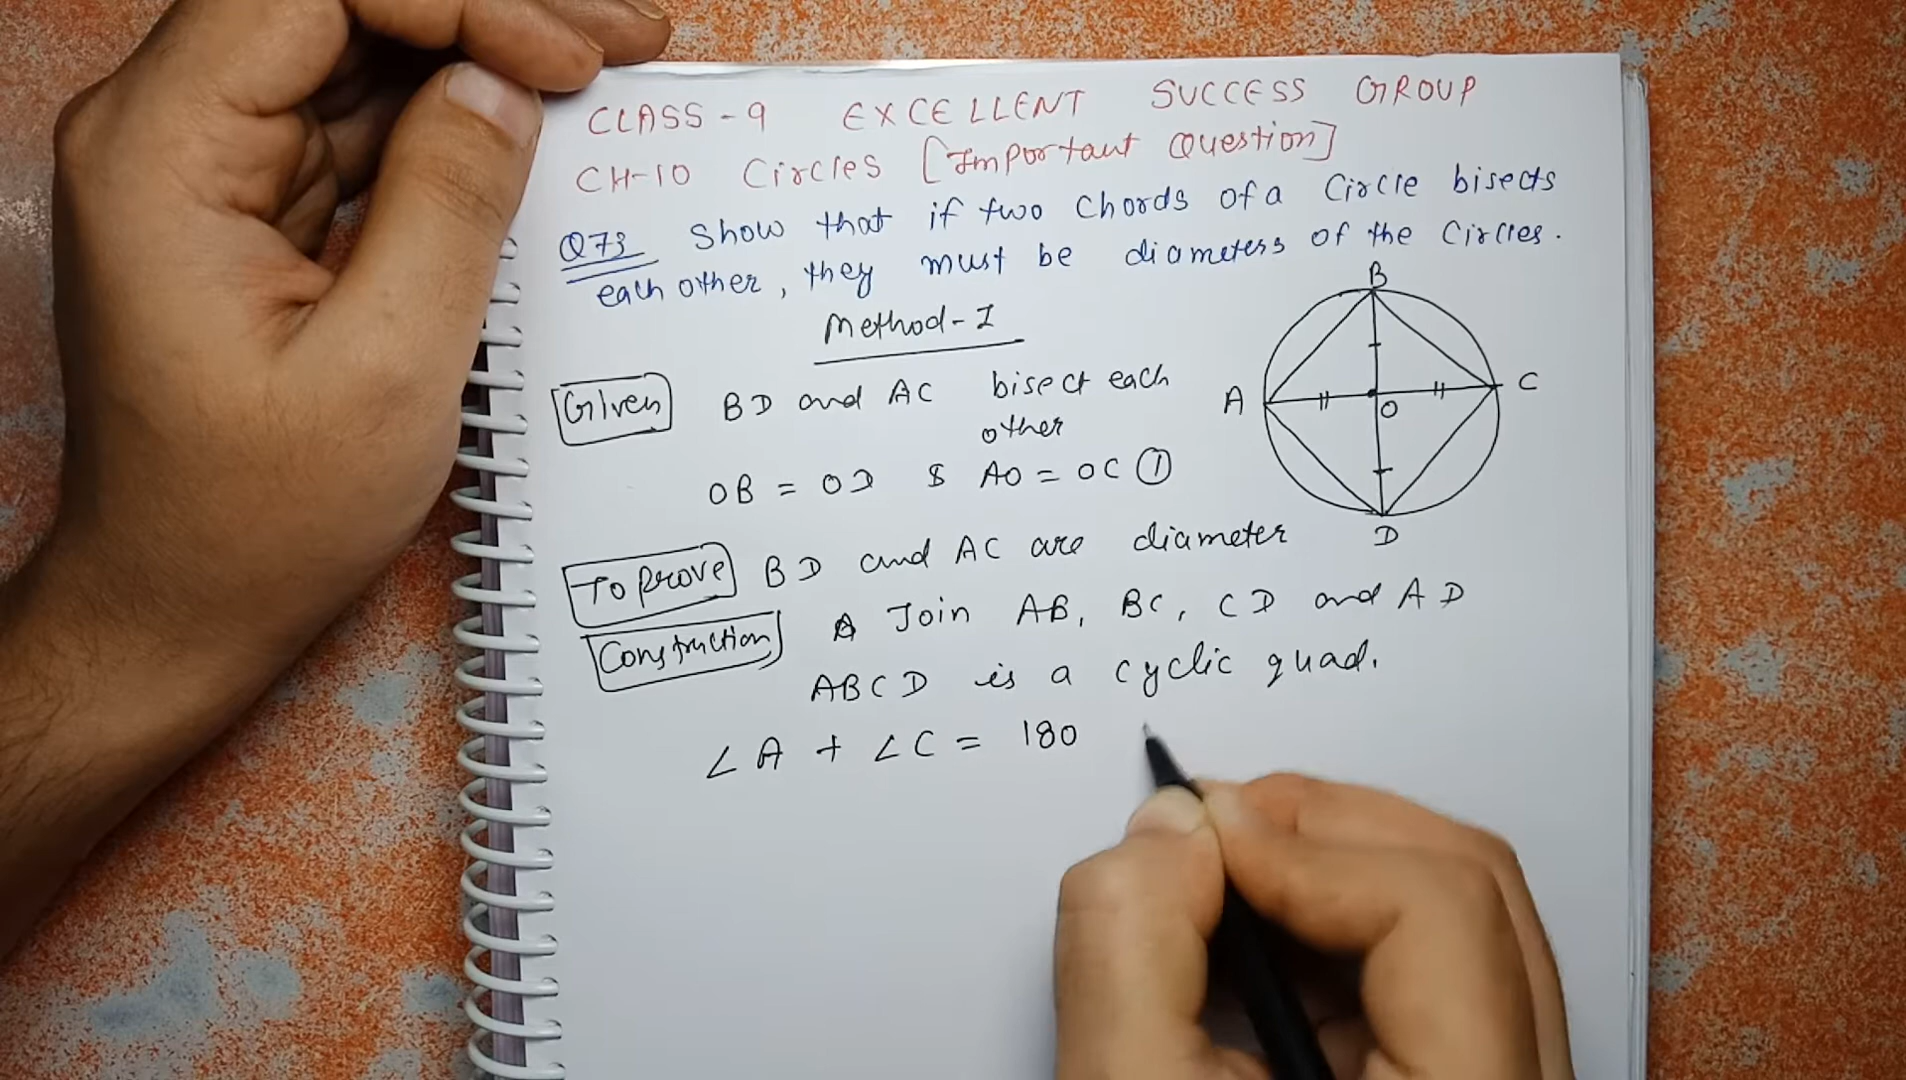 CLASS-9 EXCELLENT SUCCESS GROUP
CH-10 Circles [Important Question]
Q73 Show that if two Chords of a Circle bisects
each other, they must be diameters of the Circles.
Method-I
Given BD and AC bisect each
other
OB = OD & AO = OC ①
To prove BD and AC are diameter
Construction A Join AB, BC, CD and AD
ABCD is a cyclic quad.
∠A + ∠C = 180
B
A
O
C
D